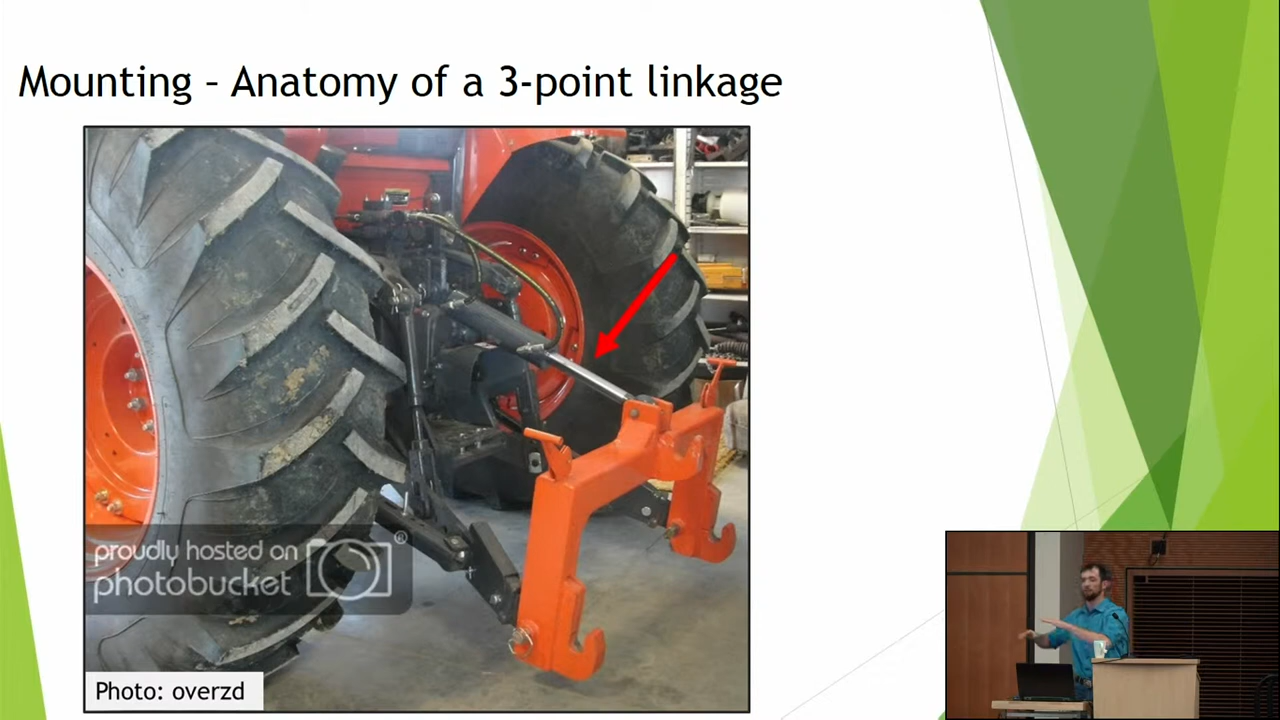 Mounting – Anatomy of a 3-point linkage
proudly hosted on
photobucket
®
Photo: overzd